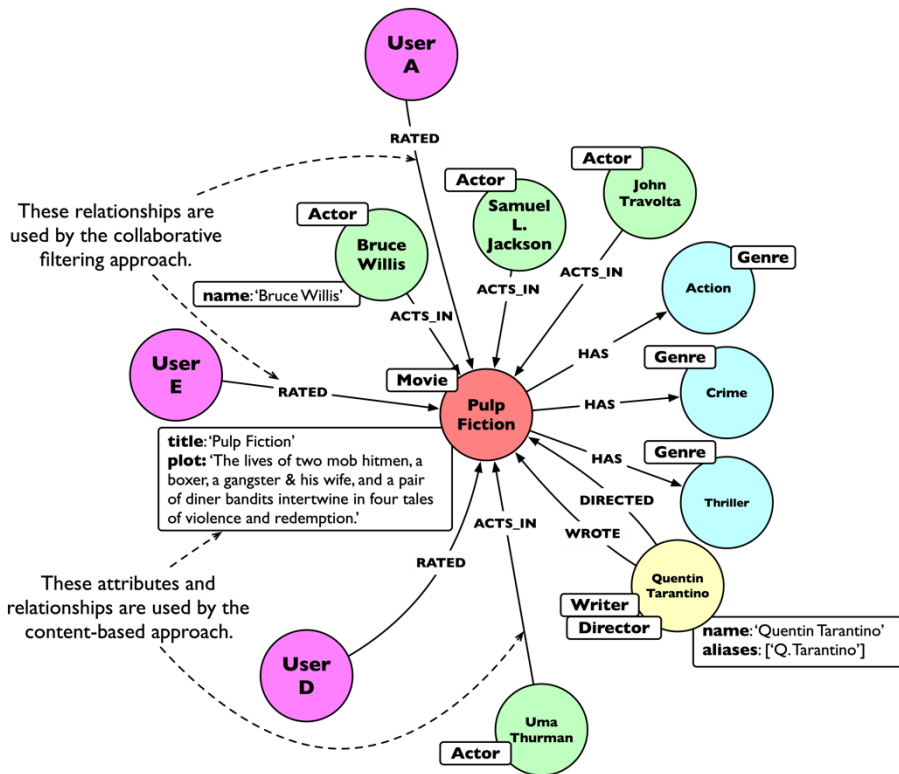 User
A
RATED
Actor
John
Travolta
Actor
Samuel
L.
Jackson
These relationships are
used by the collaborative
filtering approach.
Actor
Bruce
Willis
name:‘Bruce Willis’
Genre
Action
ACTS_IN
ACTS_IN
ACTS_IN
HAS
User
E
RATED
Movie
Pulp
Fiction
HAS
Genre
Crime
title:‘Pulp Fiction’
plot: ‘The lives of two mob hitmen, a
boxer, a gangster & his wife, and a pair
of diner bandits intertwine in four tales
of violence and redemption.’
HAS
Genre
Thriller
DIRECTED
ACTS_IN
WROTE
RATED
These attributes and
relationships are used by the
content-based approach.
Quentin
Tarantino
Writer
Director
name:‘Quentin Tarantino’
aliases: [‘Q.Tarantino’]
User
D
Uma
Thurman
Actor